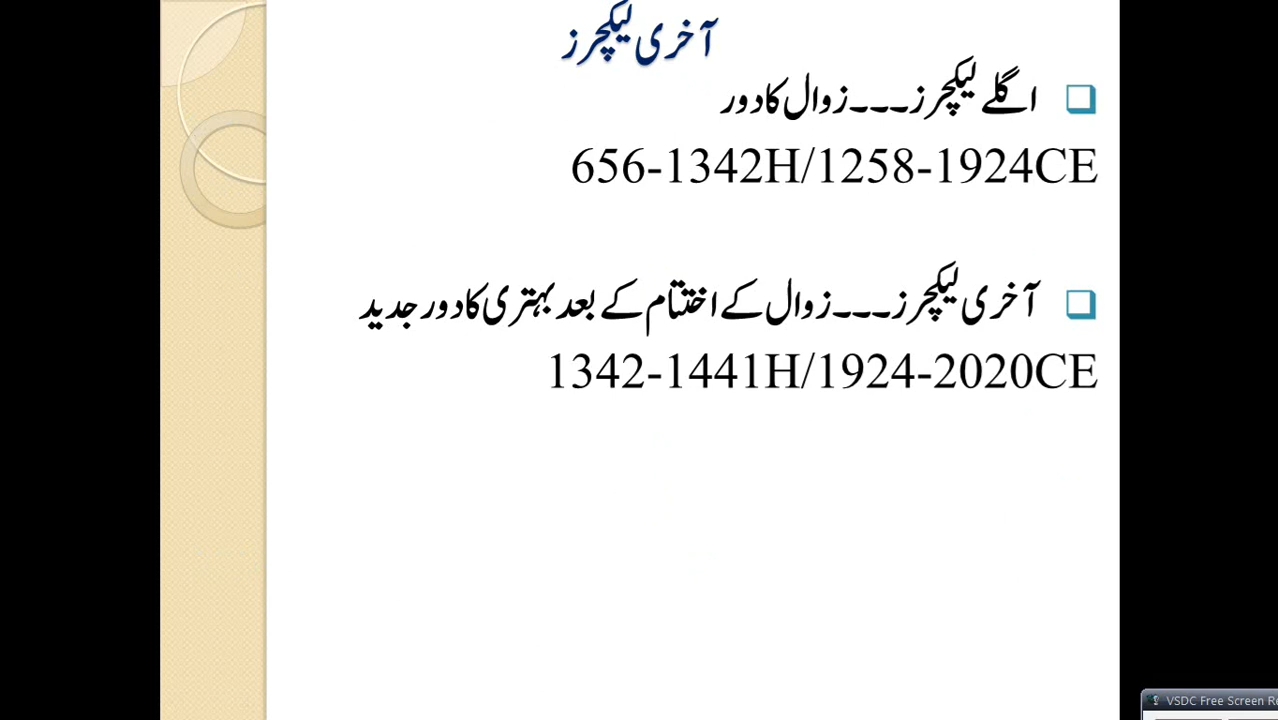 آخری لیکچرز
اگلے لیکچرز۔۔۔زوال کا دور
656-1342H/1258-1924CE
آخری لیکچرز۔۔۔زوال کے اختتام کے بعد بہتری کا دور جدید
1342-1441H/1924-2020CE
VSDC Free Screen Re